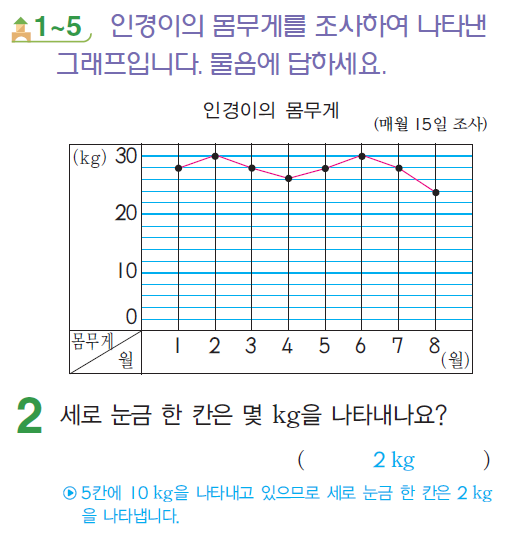 1~5 인경이의 몸무게를 조사하여 나타낸
그래프입니다. 물음에 답하세요.
인경이의 몸무게
(매월 15일 조사)
(kg) 30
20
10
0
몸무게
월
1 2 3 4 5 6 7 8 (월)
2 세로 눈금 한 칸은 몇 kg을 나타내나요?
( 2 kg )
5칸에 10 kg을 나타내고 있으므로 세로 눈금 한 칸은 2 kg
을 나타냅니다.